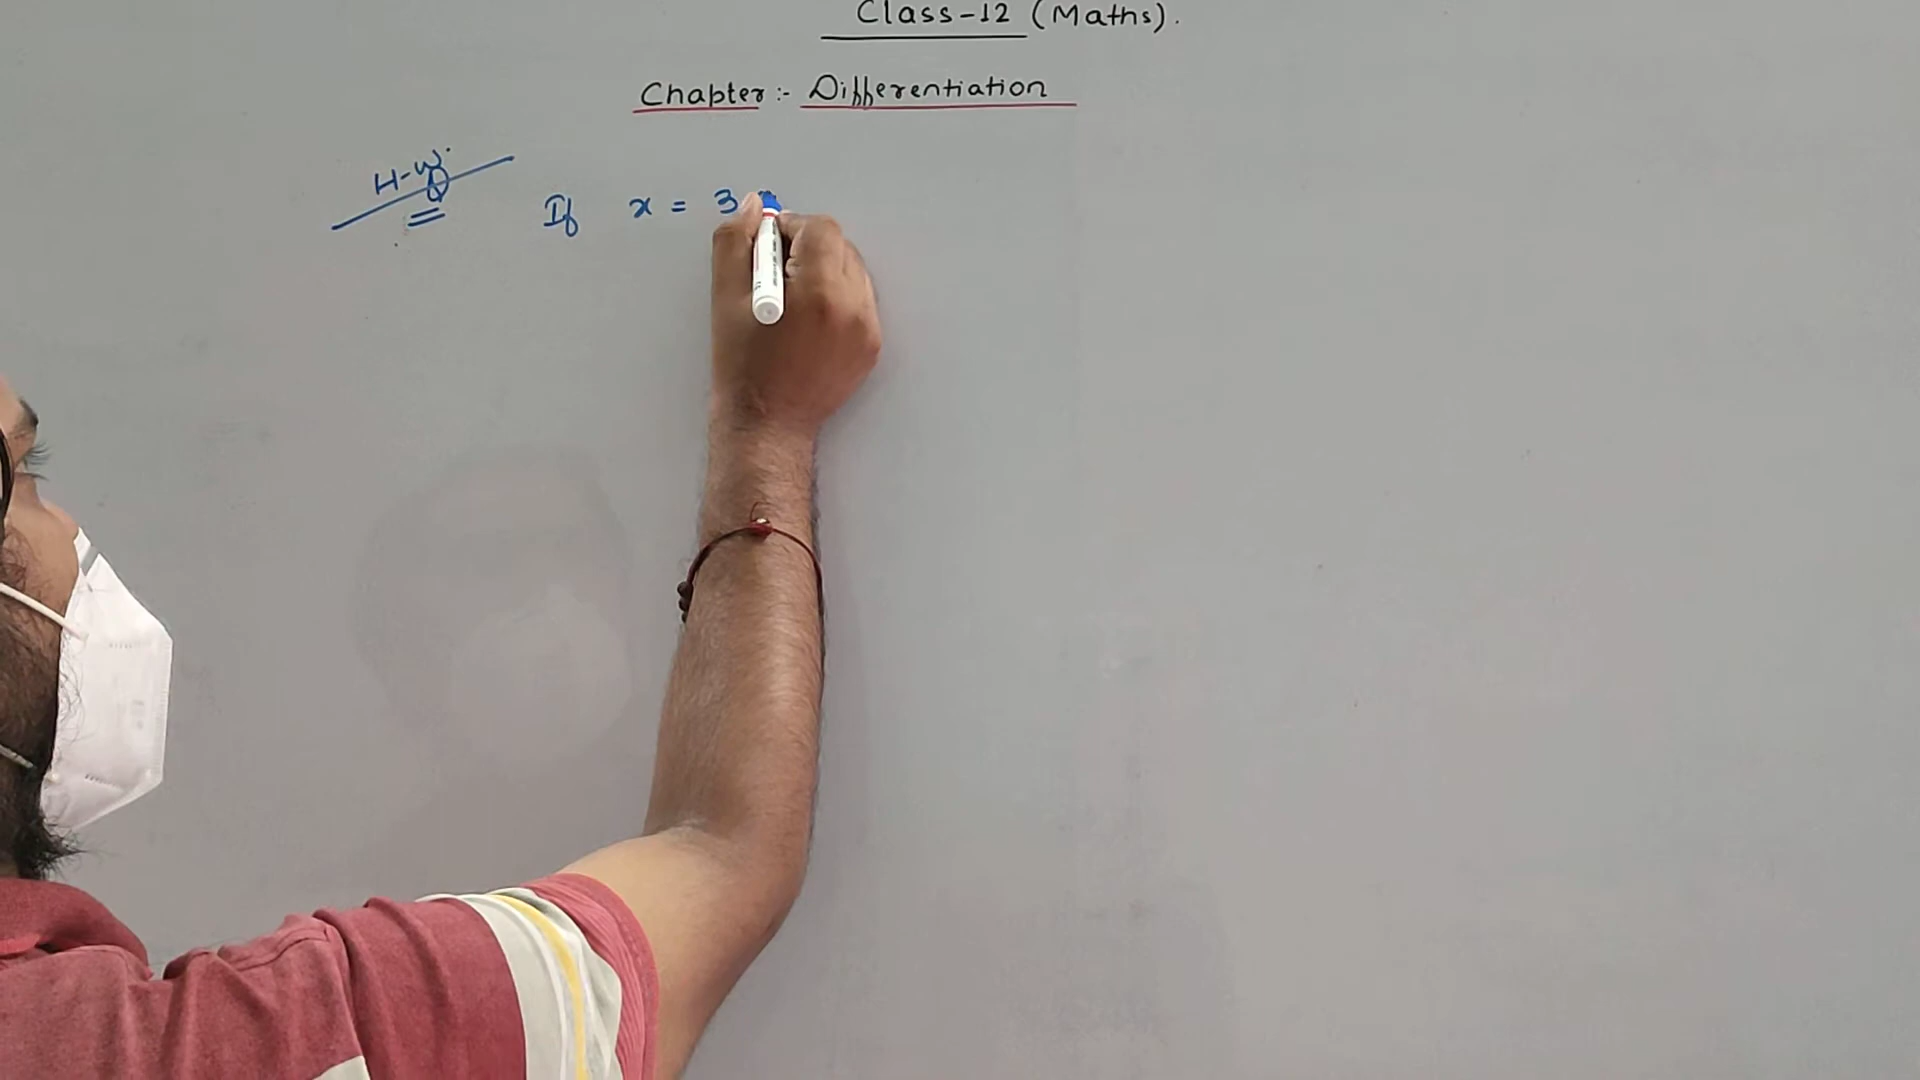 Class-12 (Maths).
Chapter :- Differentiation
H-W.
Q If x = 3